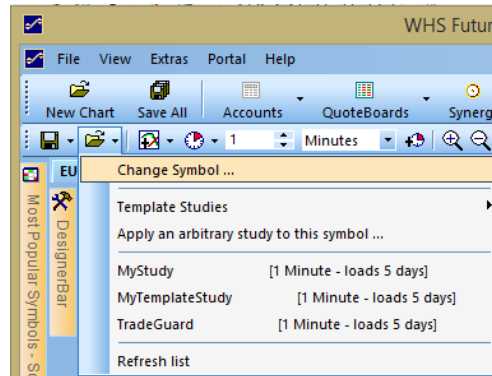 WHS Futur
File View Extras Portal Help
New Chart Save All Accounts QuoteBoards Synerg
1 Minutes
EU
Change Symbol ...
Template Studies
Apply an arbitrary study to this symbol ...
MyStudy [1 Minute - loads 5 days]
MyTemplateStudy [1 Minute - loads 5 days]
TradeGuard [1 Minute - loads 5 days]
Refresh list
Most Popular Symbols - Sc
DesignerBar